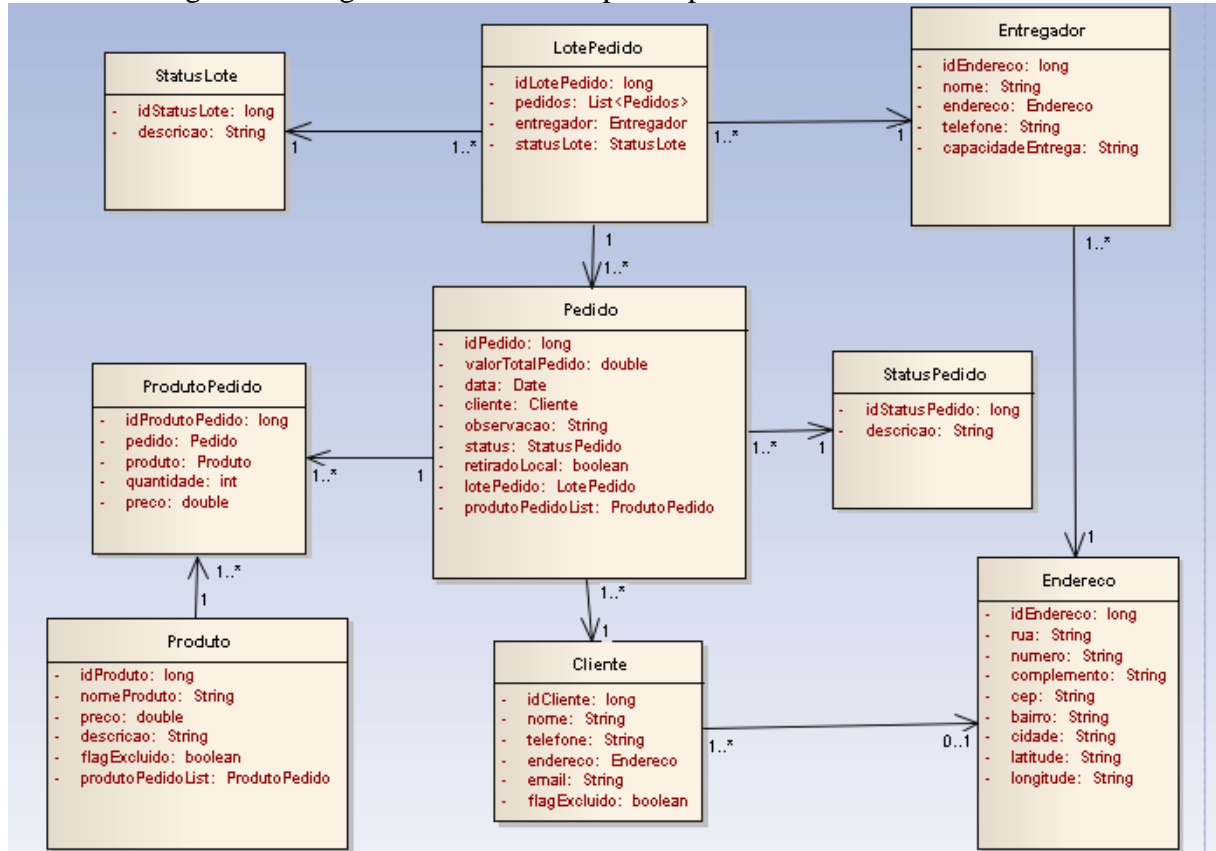 StatusLote
- idStatusLote: long
- descricao: String
LotePedido
- idLotePedido: long
- pedidos: List<Pedidos>
- entregador: Entregador
- statusLote: StatusLote
Entregador
- idEndereco: long
- nome: String
- endereco: Endereco
- telefone: String
- capacidadeEntrega: String
1
1..*
1..*
1
1
1..*
1..*
Pedido
- idPedido: long
- valorTotalPedido: double
- data: Date
- cliente: Cliente
- observacao: String
- status: StatusPedido
- retiradoLocal: boolean
- lotePedido: LotePedido
- produtoPedidoList: ProdutoPedido
ProdutoPedido
- idProdutoPedido: long
- pedido: Pedido
- produto: Produto
- quantidade: int
- preco: double
StatusPedido
- idStatusPedido: long
- descricao: String
1..*
1
1..*
1
1..*
1
1..*
1
1
Produto
- idProduto: long
- nomeProduto: String
- preco: double
- descricao: String
- flagExcluido: boolean
- produtoPedidoList: ProdutoPedido
Cliente
- idCliente: long
- nome: String
- telefone: String
- endereco: Endereco
- email: String
- flagExcluido: boolean
1..*
0..1
Endereco
- idEndereco: long
- rua: String
- numero: String
- complemento: String
- cep: String
- bairro: String
- cidade: String
- latitude: String
- longitude: String